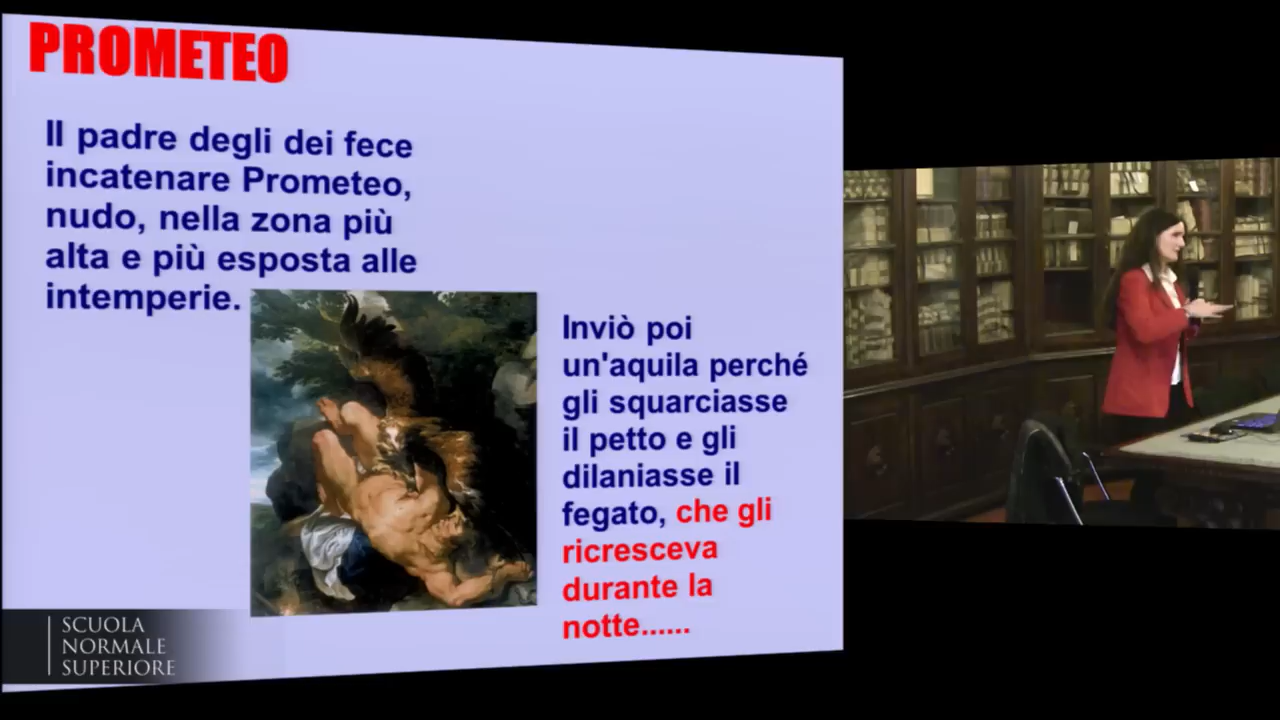 PROMETEO
Il padre degli dei fece
incatenare Prometeo,
nudo, nella zona più
alta e più esposta alle
intemperie.
Inviò poi
un'aquila perché
gli squarciasse
il petto e gli
dilaniasse il
fegato, che gli
ricresceva
durante la
notte......
SCUOLA
NORMALE
SUPERIORE